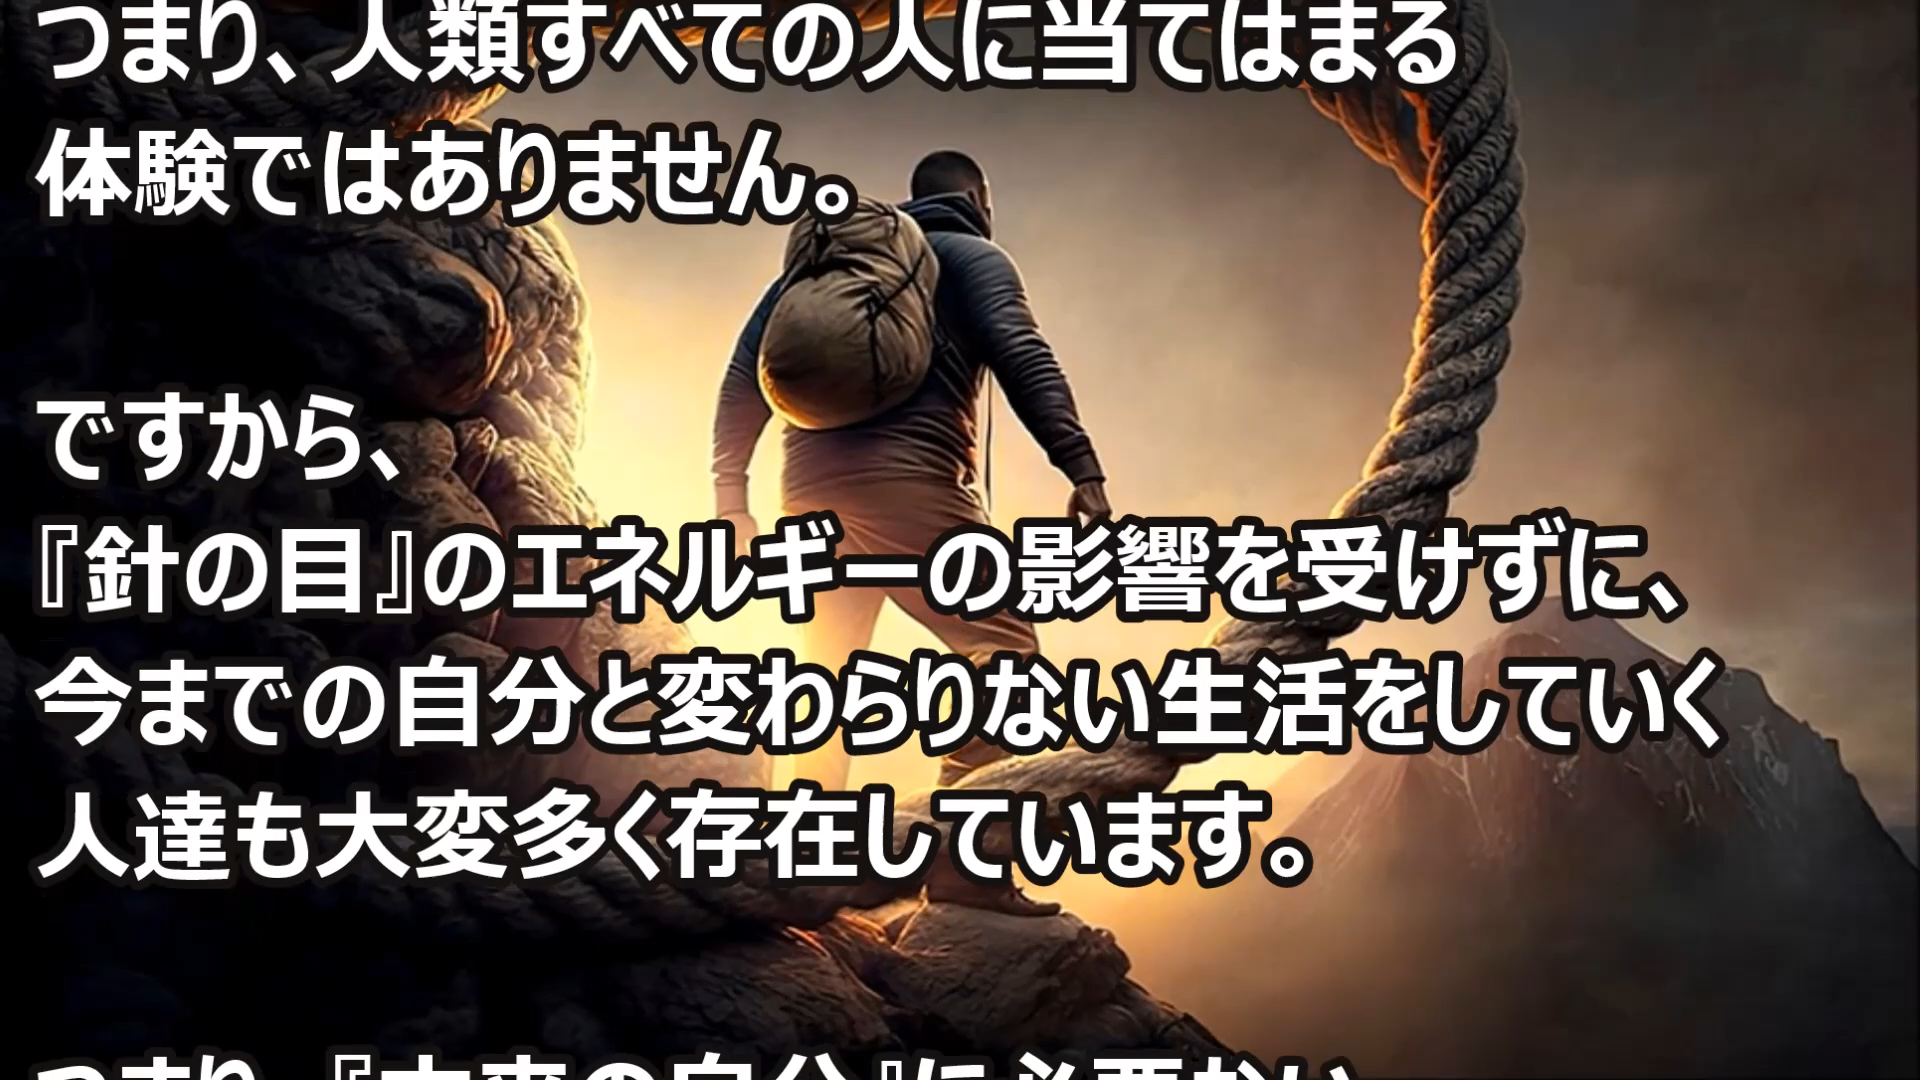 つまり、人類すべての人に当てはまる
体験ではありません。
ですから、
『針の目』のエネルギーの影響を受けずに、
今までの自分と変わらりない生活をしていく
人達も大変多く存在しています。